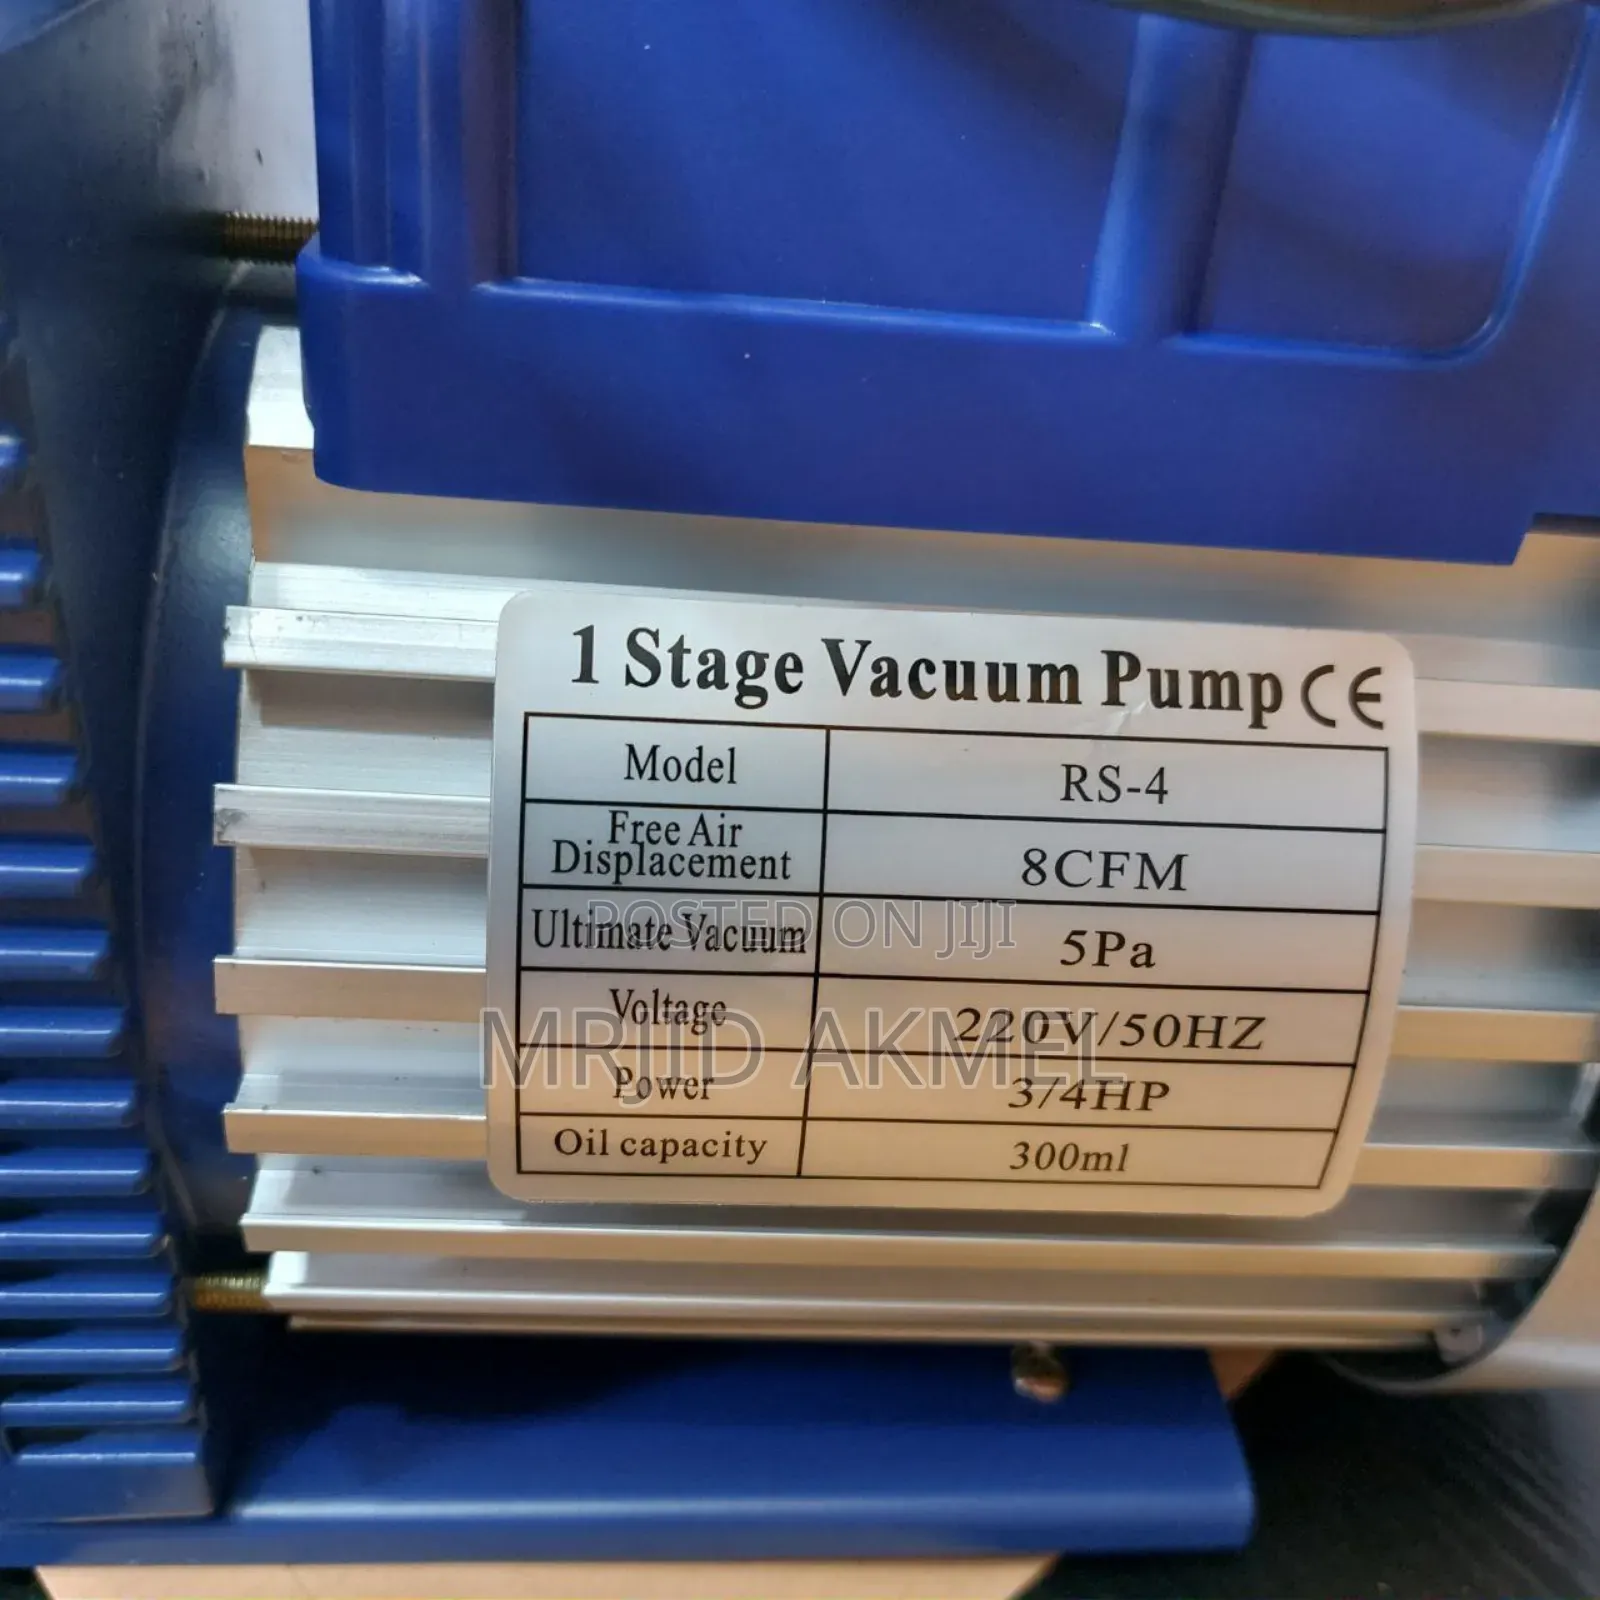 1 Stage Vacuum Pump CE
Model RS-4
Free Air
Displacement 8CFM
Ultimate Vacuum 5Pa
POSTED ON JIJI
Voltage 220V/50HZ
MRJID AKMEL
Power 3/4HP
Oil capacity 300ml